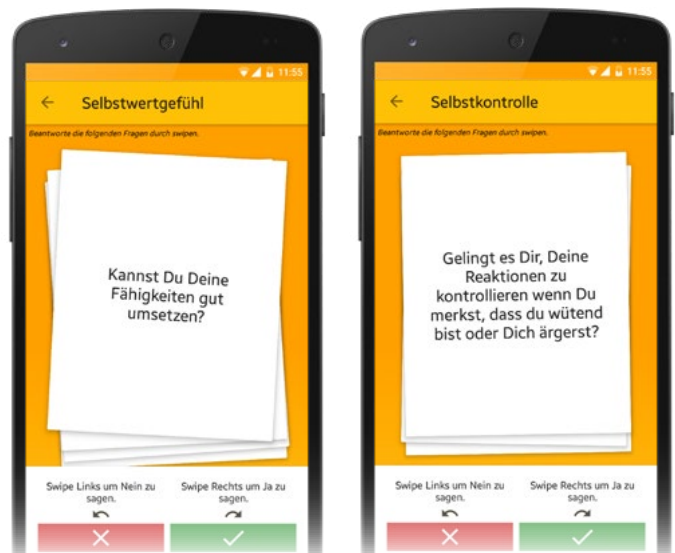 11:55
Selbstwertgefühl
Beantworte die folgenden Fragen durch swipen.
Kannst Du Deine
Fähigkeiten gut
umsetzen?
Swipe Links um Nein zu
sagen.
Swipe Rechts um Ja zu
sagen.
11:55
Selbstkontrolle
Beantworte die folgenden Fragen durch swipen.
Gelingt es Dir, Deine
Reaktionen zu
kontrollieren wenn Du
merkst, dass du wütend
bist oder Dich ärgerst?
Swipe Links um Nein zu
sagen.
Swipe Rechts um Ja zu
sagen.